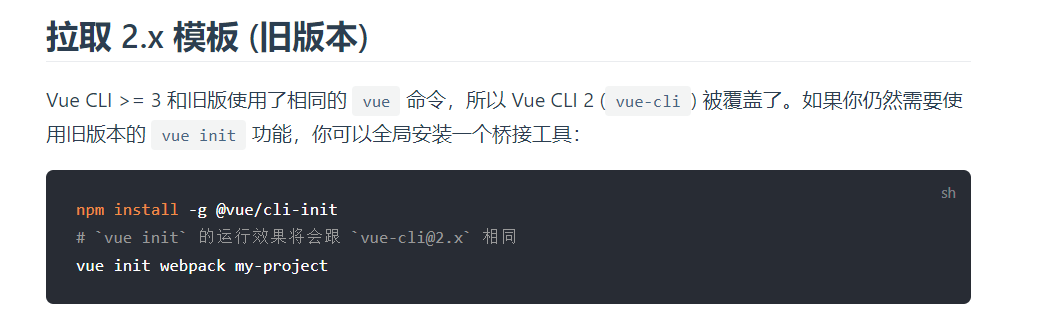 拉取 2.x 模板 (旧版本)
Vue CLI >= 3 和旧版使用了相同的 vue 命令，所以 Vue CLI 2 (vue-cli) 被覆盖了。如果你仍然需要使
用旧版本的 vue init 功能，你可以全局安装一个桥接工具：
sh
npm install -g @vue/cli-init
# `vue init` 的运行效果将会跟 `vue-cli@2.x` 相同
vue init webpack my-project